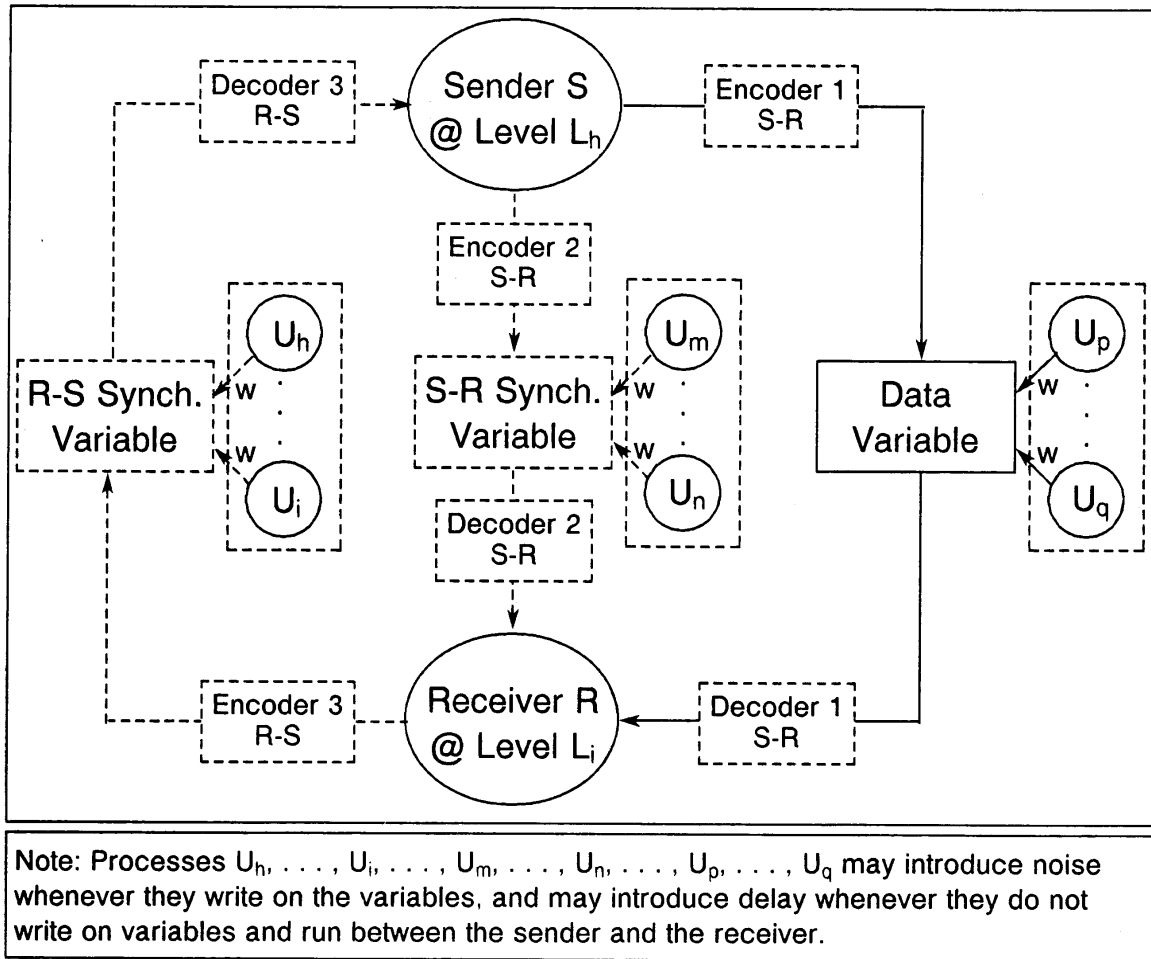 Decoder 3
R-S
Sender S
@ Level Lh
Encoder 1
S-R
Encoder 2
S-R
R-S Synch.
Variable
Uh
w
.
.
.
w
Ui
S-R Synch.
Variable
Um
w
.
.
.
w
Un
Data
Variable
Up
w
.
.
.
w
Uq
Decoder 2
S-R
Encoder 3
R-S
Receiver R
@ Level Li
Decoder 1
S-R
Note: Processes Uh, . . . , Ui, . . . , Um, . . . , Un, . . . , Up, . . . , Uq may introduce noise
whenever they write on the variables, and may introduce delay whenever they do not
write on variables and run between the sender and the receiver.